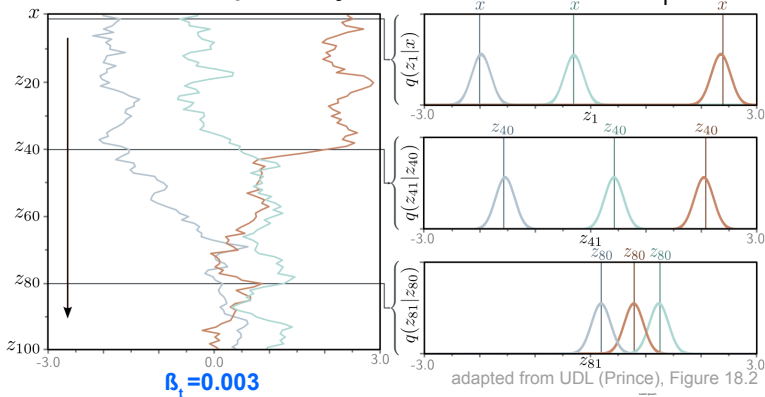 x
z20
z40
z60
z80
z100
-3.0 0.0 3.0
ß_t =0.003
x x x
q(z1|x)
-3.0 z1 3.0
z40 z40 z40
q(z41|z40)
-3.0 z41 3.0
z80 z80 z80
q(z81|z80)
-3.0 z81 3.0
adapted from UDL (Prince), Figure 18.2